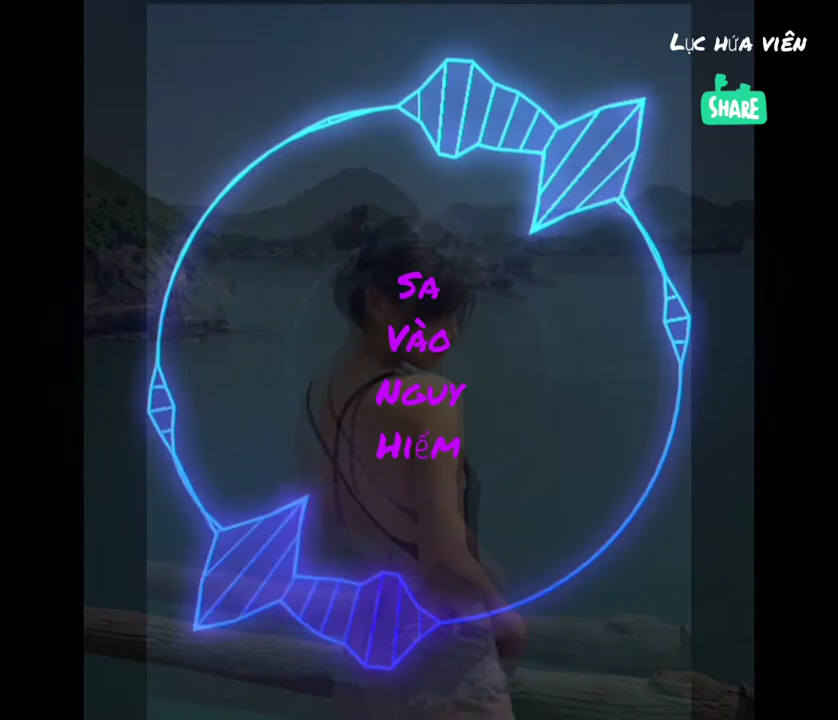 Lục hứa viên
SHARE
Sa
Vào
Nguy
Hiểm